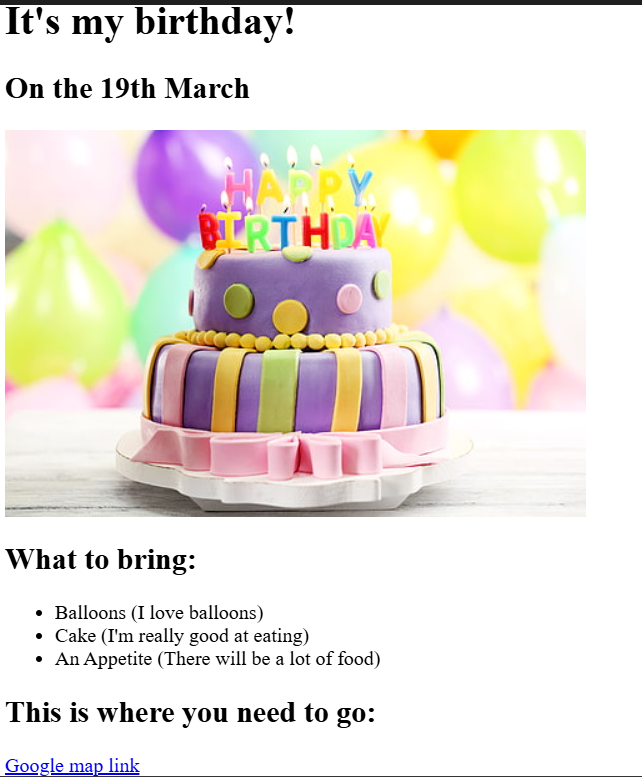 It's my birthday!
On the 19th March
HAPPY
BIRTHDAY
What to bring:
Balloons (I love balloons)
Cake (I'm really good at eating)
An Appetite (There will be a lot of food)
This is where you need to go:
Google map link